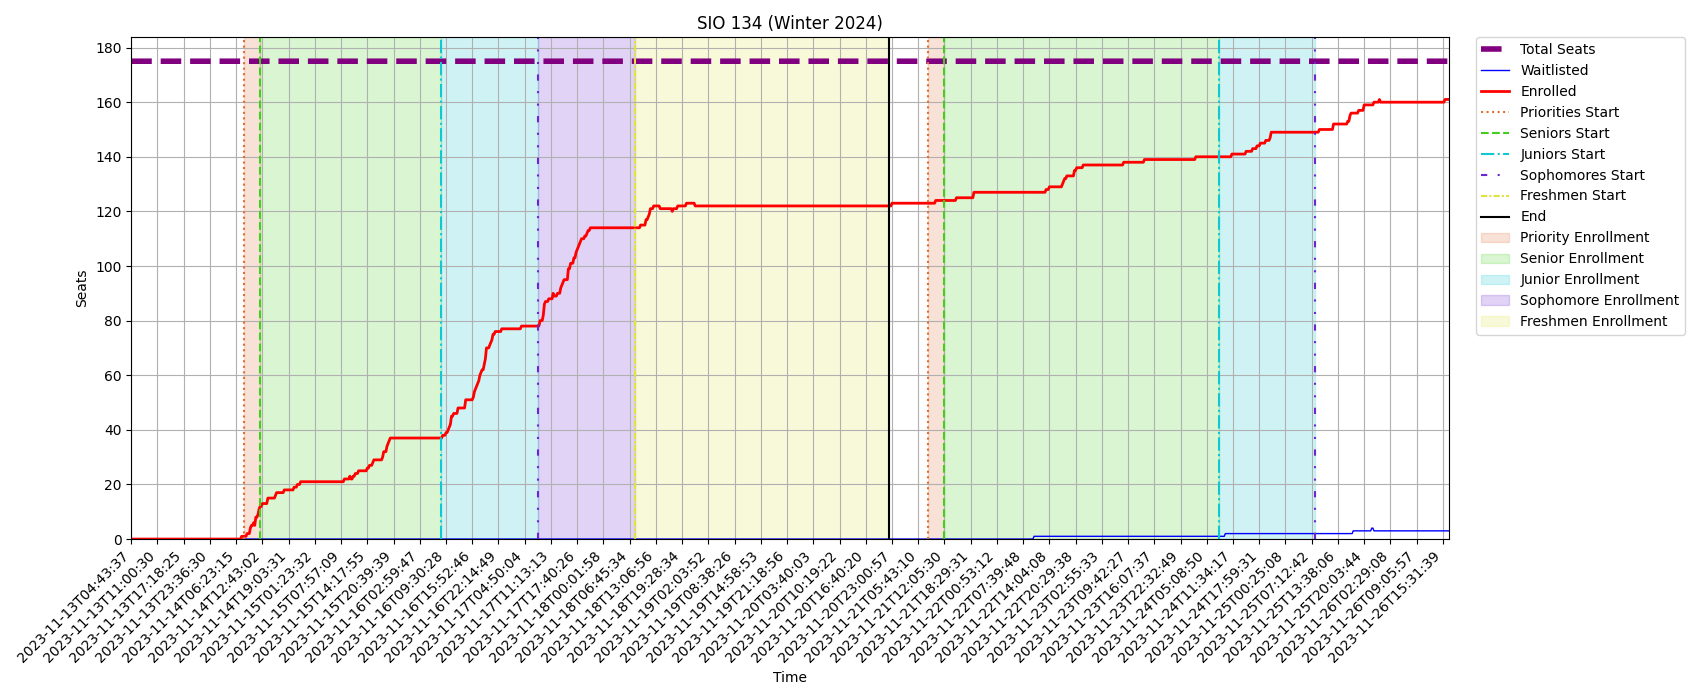 SIO 134 (Winter 2024)
Seats
180
160
140
120
100
80
60
40
20
0
2023-11-13T04:43:37
2023-11-13T11:00:30
2023-11-13T17:18:25
2023-11-13T23:36:30
2023-11-14T06:23:15
2023-11-14T12:43:02
2023-11-14T19:03:31
2023-11-15T01:23:32
2023-11-15T07:57:09
2023-11-15T14:17:55
2023-11-15T20:39:39
2023-11-16T02:59:47
2023-11-16T09:30:28
2023-11-16T15:52:46
2023-11-16T22:14:49
2023-11-17T04:50:04
2023-11-17T11:13:13
2023-11-17T17:40:26
2023-11-18T00:01:58
2023-11-18T06:45:34
2023-11-18T13:06:56
2023-11-18T19:28:34
2023-11-19T02:03:52
2023-11-19T08:38:26
2023-11-19T14:58:53
2023-11-19T21:18:56
2023-11-20T03:40:03
2023-11-20T10:19:22
2023-11-20T16:40:20
2023-11-20T23:00:57
2023-11-21T05:43:10
2023-11-21T12:05:30
2023-11-21T18:29:31
2023-11-22T00:53:12
2023-11-22T07:39:48
2023-11-22T14:04:08
2023-11-22T20:29:38
2023-11-23T02:55:33
2023-11-23T09:42:27
2023-11-23T16:07:37
2023-11-23T22:32:49
2023-11-24T05:08:50
2023-11-24T11:34:17
2023-11-24T17:59:31
2023-11-25T00:25:08
2023-11-25T07:12:42
2023-11-25T13:38:06
2023-11-25T20:03:44
2023-11-26T02:29:08
2023-11-26T09:05:57
2023-11-26T15:31:39
Time
Total Seats
Waitlisted
Enrolled
Priorities Start
Seniors Start
Juniors Start
Sophomores Start
Freshmen Start
End
Priority Enrollment
Senior Enrollment
Junior Enrollment
Sophomore Enrollment
Freshmen Enrollment